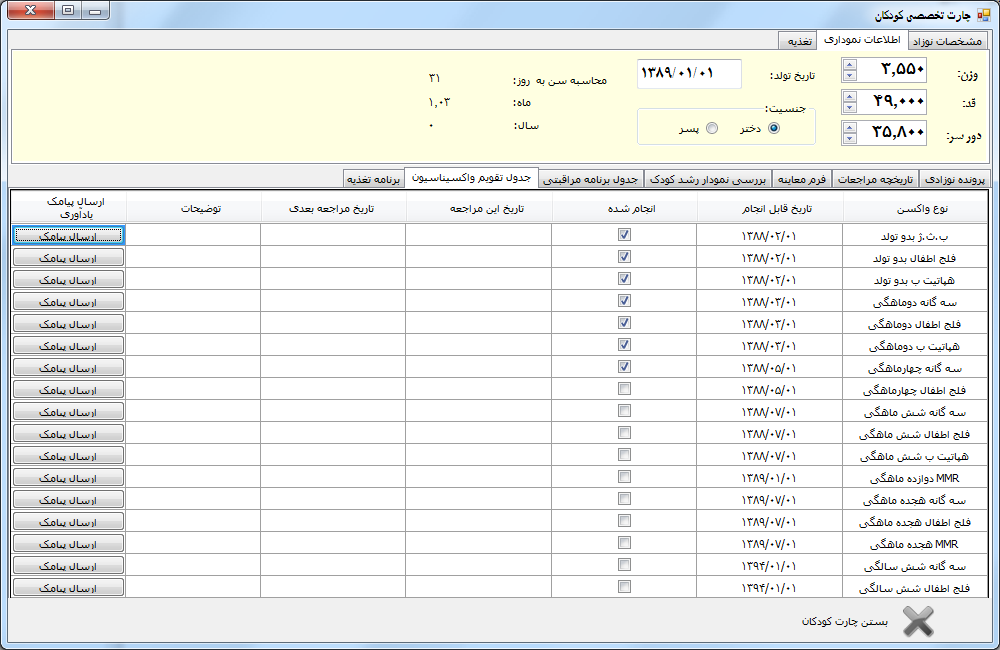 چارت تخصصی کودکان
مشخصات نوزاد
اطلاعات نموداری
تغذیه
وزن: ۳,۵۵۰
قد: ۴۹,۰۰۰
دور سر: ۳۵,۸۰۰
تاریخ تولد: ۱۳۸۹/۰۱/۰۱
جنسیت:
دختر پسر
محاسبه سن به روز: ۳۱
ماه: ۱,۰۳
سال: ۰
پرونده نوزادی
تاریخچه مراجعات
فرم معاینه
بررسی نمودار رشد کودک
جدول برنامه مراقبتی
جدول تقویم واکسیناسیون
برنامه تغذیه
نوع واکسن تاریخ قابل انجام انجام شده تاریخ این مراجعه تاریخ مراجعه بعدی توضیحات ارسال پیامک
یادآوری
ب.ث.ژ بدو تولد ۱۳۸۸/۰۲/۰۱ ارسال پیامک
فلج اطفال بدو تولد ۱۳۸۸/۰۲/۰۱ ارسال پیامک
هپاتیت ب بدو تولد ۱۳۸۸/۰۲/۰۱ ارسال پیامک
سه گانه دوماهگی ۱۳۸۸/۰۳/۰۱ ارسال پیامک
فلج اطفال دوماهگی ۱۳۸۸/۰۳/۰۱ ارسال پیامک
هپاتیت ب دوماهگی ۱۳۸۸/۰۳/۰۱ ارسال پیامک
سه گانه چهارماهگی ۱۳۸۸/۰۵/۰۱ ارسال پیامک
فلج اطفال چهارماهگی ۱۳۸۸/۰۵/۰۱ ارسال پیامک
سه گانه شش ماهگی ۱۳۸۸/۰۷/۰۱ ارسال پیامک
فلج اطفال شش ماهگی ۱۳۸۸/۰۷/۰۱ ارسال پیامک
هپاتیت ب شش ماهگی ۱۳۸۸/۰۷/۰۱ ارسال پیامک
MMR دوازده ماهگی ۱۳۸۹/۰۱/۰۱ ارسال پیامک
سه گانه هجده ماهگی ۱۳۸۹/۰۷/۰۱ ارسال پیامک
فلج اطفال هجده ماهگی ۱۳۸۹/۰۷/۰۱ ارسال پیامک
MMR هجده ماهگی ۱۳۸۹/۰۷/۰۱ ارسال پیامک
سه گانه شش سالگی ۱۳۹۴/۰۱/۰۱ ارسال پیامک
فلج اطفال شش سالگی ۱۳۹۴/۰۱/۰۱ ارسال پیامک
بستن چارت کودکان